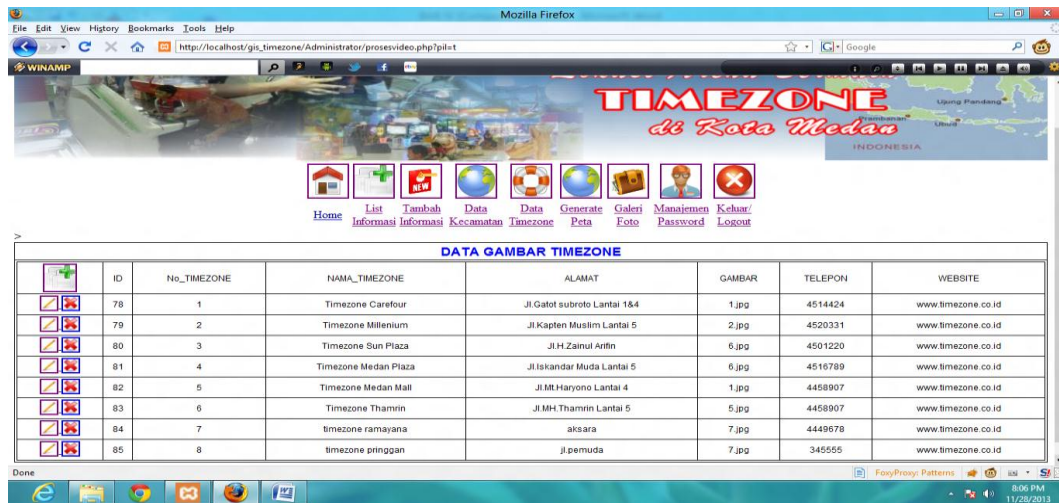 Mozilla Firefox
File Edit View History Bookmarks Tools Help
http://localhost/gis_timezone/Administrator/prosesvideo.php?pil=t
Google
WINAMP
TIMEZONE
di Kota Medan
Ujung Pandang
Prambanan
Ubud
INDONESIA
Home
List Informasi
Tambah Informasi
Data Kecamatan
Data Timezone
Generate Peta
Galeri Foto
Manajemen Password
Keluar/ Logout
NEW
>
DATA GAMBAR TIMEZONE
ID No_TIMEZONE NAMA_TIMEZONE ALAMAT GAMBAR TELEPON WEBSITE
78 1 Timezone Carefour Jl.Gatot subroto Lantai 1&4 1.jpg 4514424 www.timezone.co.id
79 2 Timezone Millenium Jl.Kapten Muslim Lantai 5 2.jpg 4520331 www.timezone.co.id
80 3 Timezone Sun Plaza Jl.H.Zainul Arifin 6.jpg 4501220 www.timezone.co.id
81 4 Timezone Medan Plaza Jl.Iskandar Muda Lantai 5 6.jpg 4516789 www.timezone.co.id
82 5 Timezone Medan Mall Jl.Mt.Haryono Lantai 4 1.jpg 4458907 www.timezone.co.id
83 6 Timezone Thamrin Jl.MH.Thamrin Lantai 5 5.jpg 4458907 www.timezone.co.id
84 7 timezone ramayana aksara 7.jpg 4449678 www.timezone.co.id
85 8 timezone pringgan jl.pemuda 7.jpg 345555 www.timezone.co.id
Done
FoxyProxy: Patterns
8:06 PM
11/28/2013